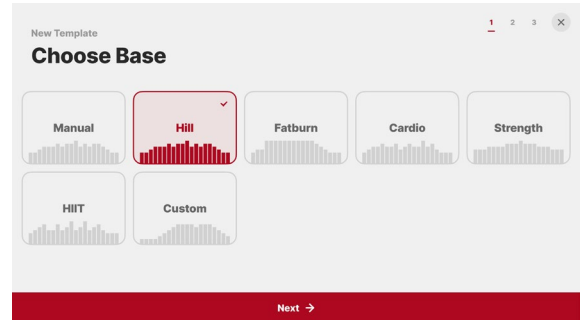 New Template
Choose Base
1 2 3
Manual
Hill
Fatburn
Cardio
Strength
HIIT
Custom
Next →